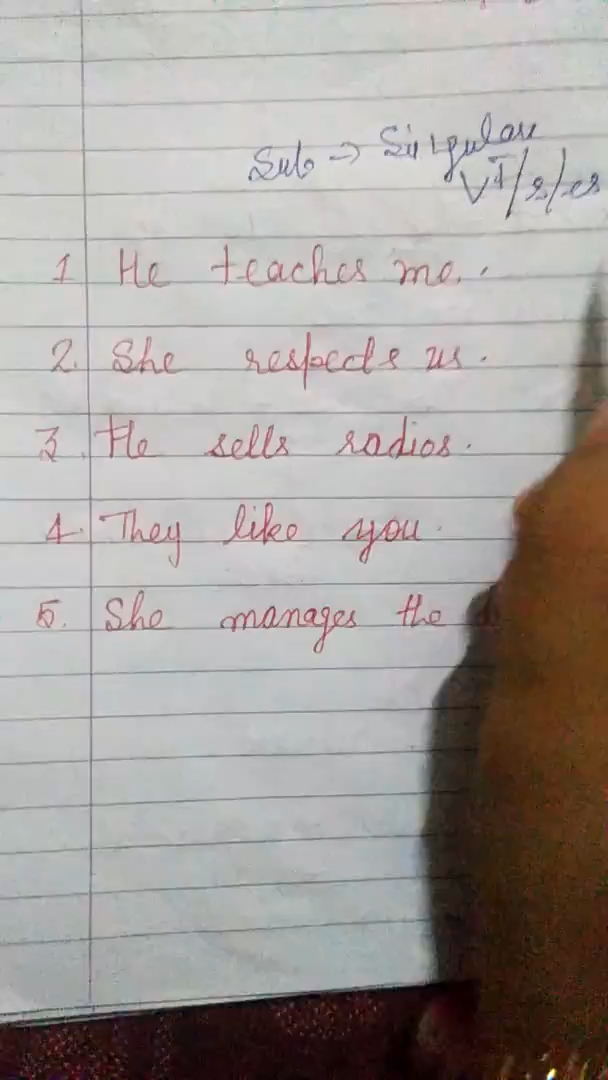 Sub → Singular
VI/s/es
1. He teaches me.
2. She respects us.
3. He sells radios.
4. They like you.
5. She manages the